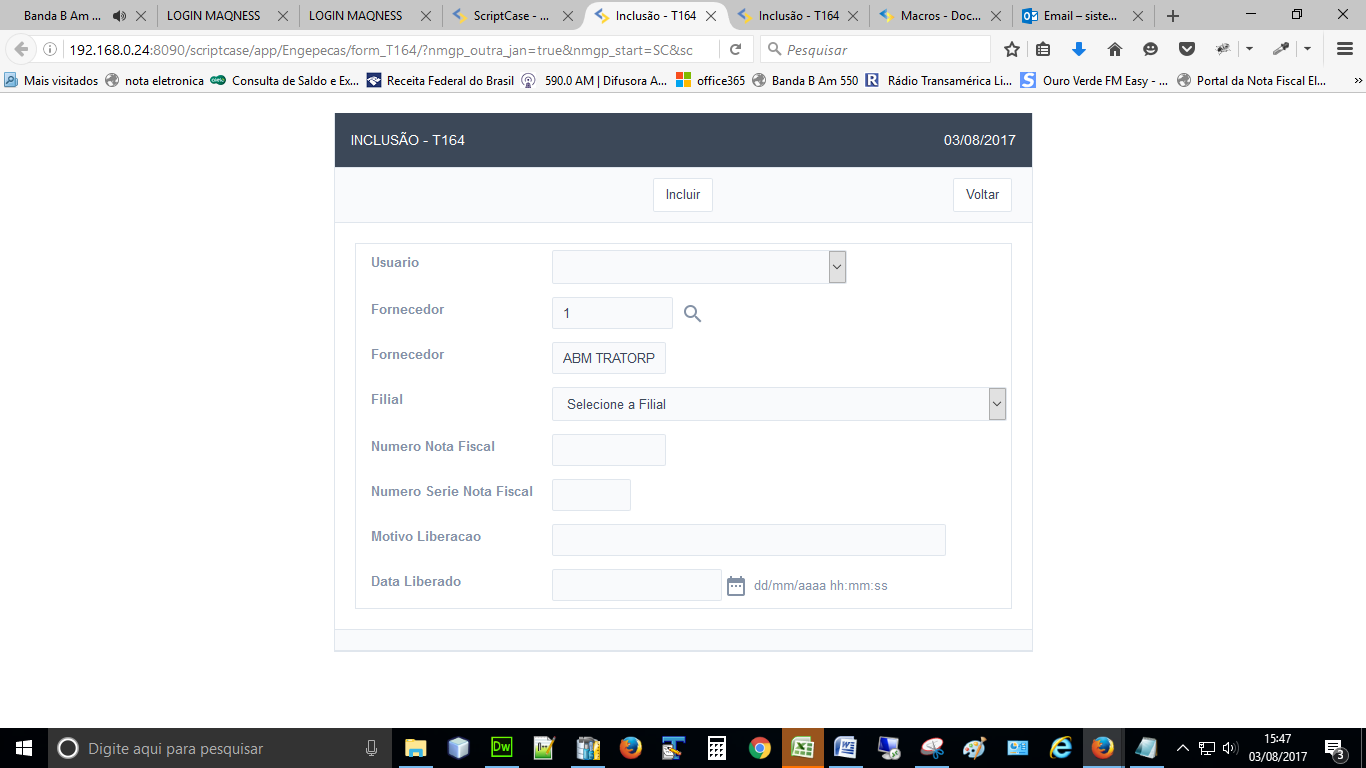 Banda B Am ...
LOGIN MAQNESS
LOGIN MAQNESS
ScriptCase - ...
Inclusão - T164
Inclusão - T164
Macros - Doc...
Email – siste...
192.168.0.24:8090/scriptcase/app/Engepecas/form_T164/?nmgp_outra_jan=true&nmgp_start=SC&sc
Pesquisar
Mais visitados
nota eletronica
Consulta de Saldo e Ex...
Receita Federal do Brasil
590.0 AM | Difusora A...
office365
Banda B Am 550
Rádio Transamérica Li...
Ouro Verde FM Easy - ...
Portal da Nota Fiscal El...
INCLUSÃO - T164
03/08/2017
Incluir
Voltar
Usuario
Fornecedor
1
Fornecedor
ABM TRATORP
Filial
Selecione a Filial
Numero Nota Fiscal
Numero Serie Nota Fiscal
Motivo Liberacao
Data Liberado
dd/mm/aaaa hh:mm:ss
Digite aqui para pesquisar
Dw
15:47
03/08/2017
3